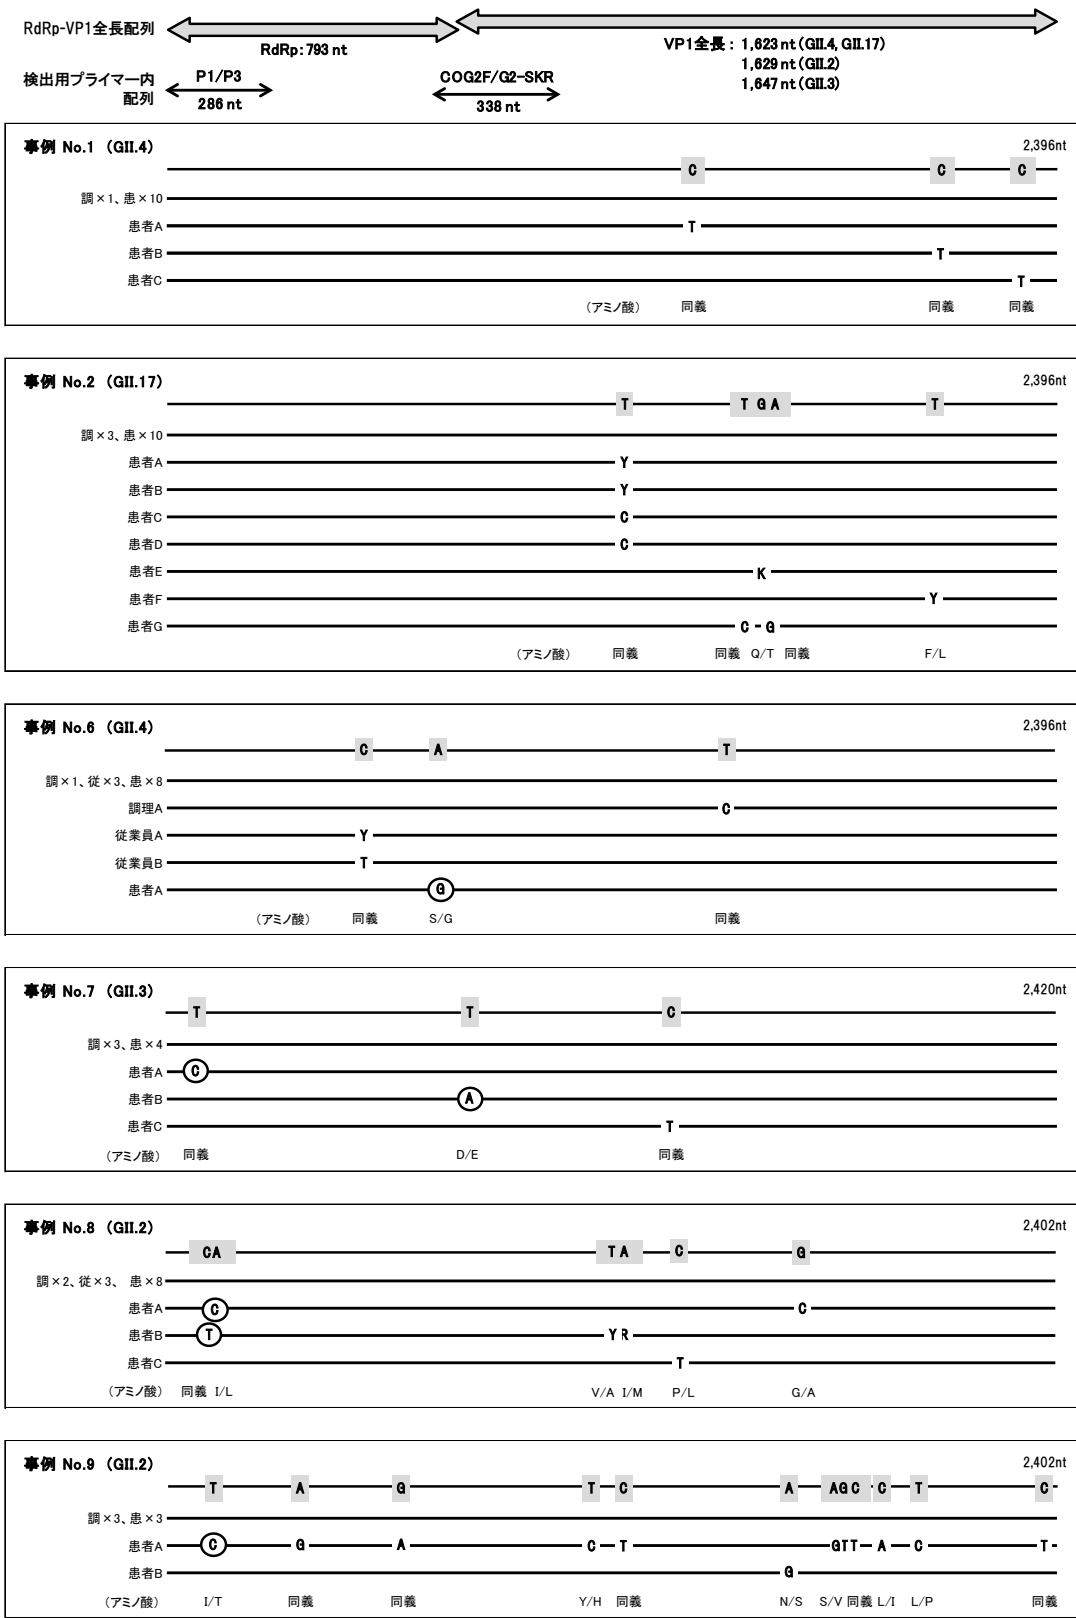 RdRp-VP1全長配列
RdRp: 793 nt
VP1全長： 1,623 nt (GII.4, GII.17)
1,629 nt (GII.2)
1,647 nt (GII.3)
検出用プライマー内
配列
P1/P3
286 nt
COG2F/G2-SKR
338 nt
事例 No.1 （GII.4） 2,396nt
C C C
調×1、患×10
患者A T
患者B T
患者C T
（アミノ酸） 同義 同義 同義
事例 No.2 （GII.17） 2,396nt
T T G A T
調×3、患×10
患者A Y
患者B Y
患者C C
患者D C
患者E K
患者F Y
患者G C - G
（アミノ酸） 同義 同義 Q/T 同義 F/L
事例 No.6 （GII.4） 2,396nt
C A T
調×1、従×3、患×8
調理A C
従業員A Y
従業員B T
患者A G
（アミノ酸） 同義 S/G 同義
事例 No.7 （GII.3） 2,420nt
T T C
調×3、患×4
患者A C
患者B A
患者C T
（アミノ酸） 同義 D/E 同義
事例 No.8 （GII.2） 2,402nt
CA T A C G
調×2、従×3、 患×8
患者A C C
患者B T Y R
患者C T
（アミノ酸） 同義 I/L V/A I/M P/L G/A
事例 No.9 （GII.2） 2,402nt
T A G T C A AGC C T C
調×3、患×3
患者A C G A C T GTT A C T
患者B G
（アミノ酸） I/T 同義 同義 Y/H 同義 N/S S/V 同義 L/I L/P 同義